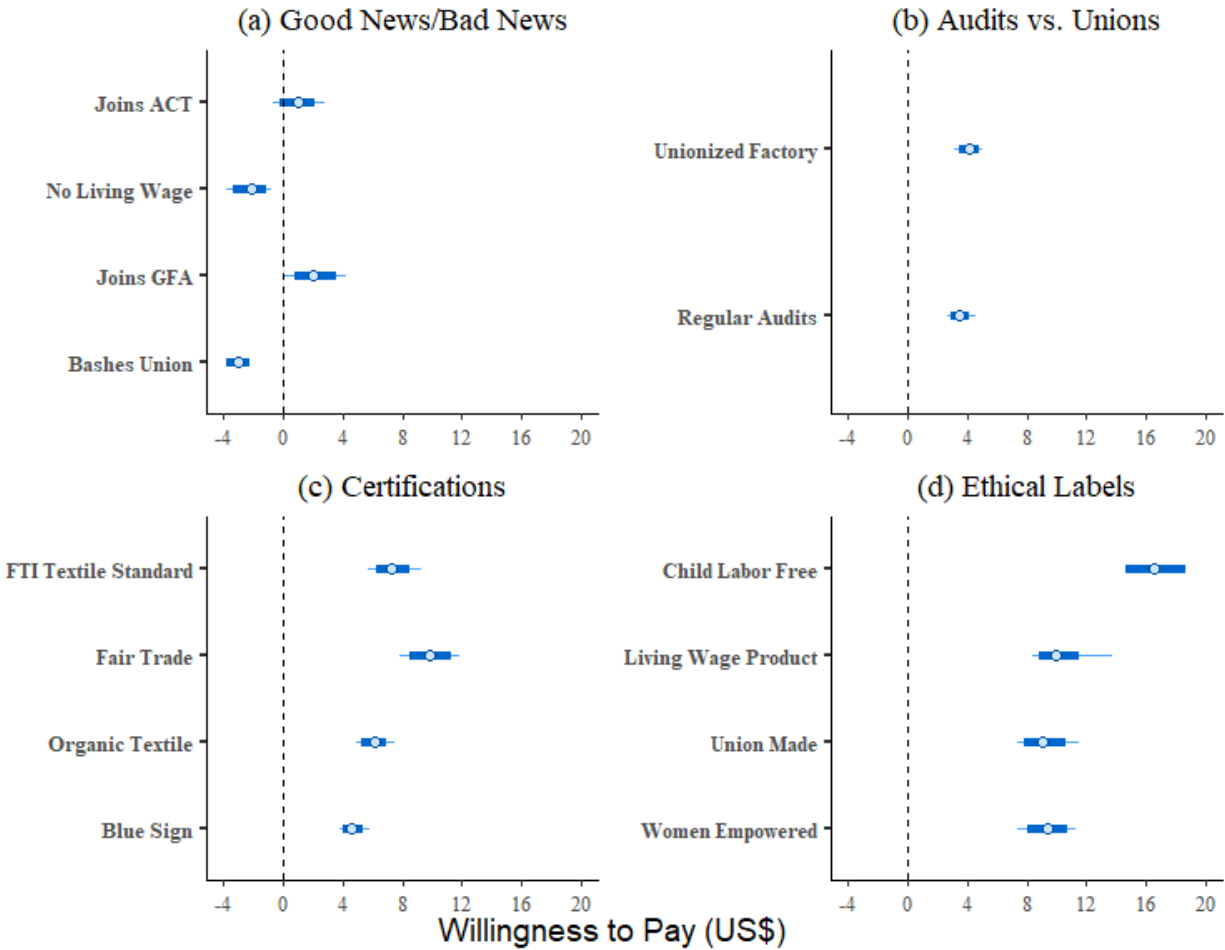 (a) Good News/Bad News
Joins ACT
No Living Wage
Joins GFA
Bashes Union
-4 0 4 8 12 16 20
(b) Audits vs. Unions
Unionized Factory
Regular Audits
-4 0 4 8 12 16 20
(c) Certifications
FTI Textile Standard
Fair Trade
Organic Textile
Blue Sign
-4 0 4 8 12 16 20
(d) Ethical Labels
Child Labor Free
Living Wage Product
Union Made
Women Empowered
-4 0 4 8 12 16 20
Willingness to Pay (US$)